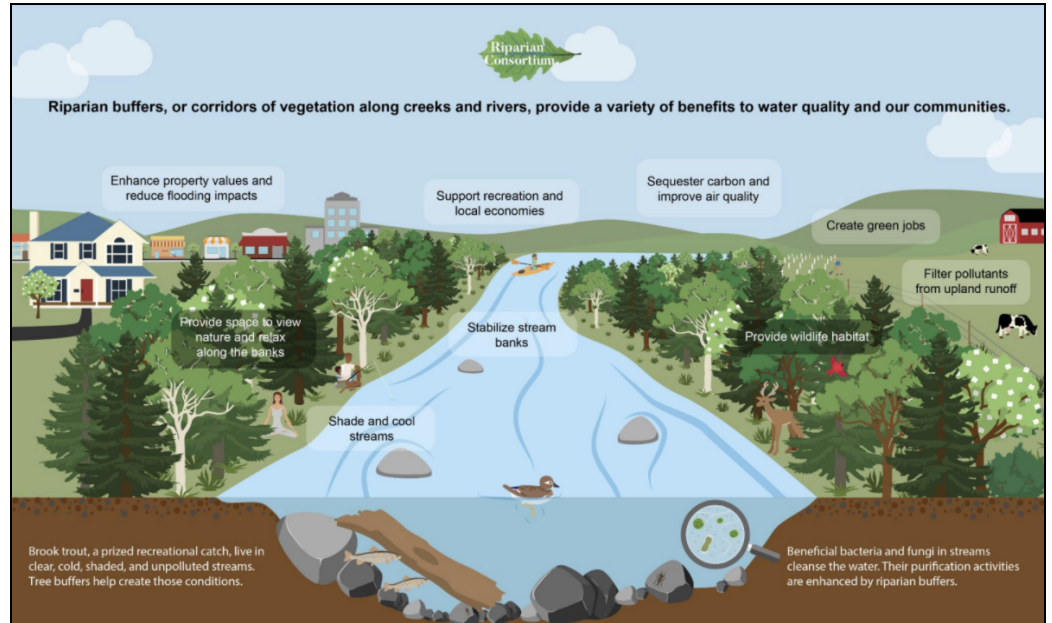 Riparian
Consortium
Riparian buffers, or corridors of vegetation along creeks and rivers, provide a variety of benefits to water quality and our communities.
Enhance property values and
reduce flooding impacts
Support recreation and
local economies
Sequester carbon and
improve air quality
Create green jobs
Filter pollutants
from upland runoff
Provide space to view
nature and relax
along the banks
Stabilize stream
banks
Provide wildlife habitat
Shade and cool
streams
Brook trout, a prized recreational catch, live in
clear, cold, shaded, and unpolluted streams.
Tree buffers help create those conditions.
Beneficial bacteria and fungi in streams
cleanse the water. Their purification activities
are enhanced by riparian buffers.